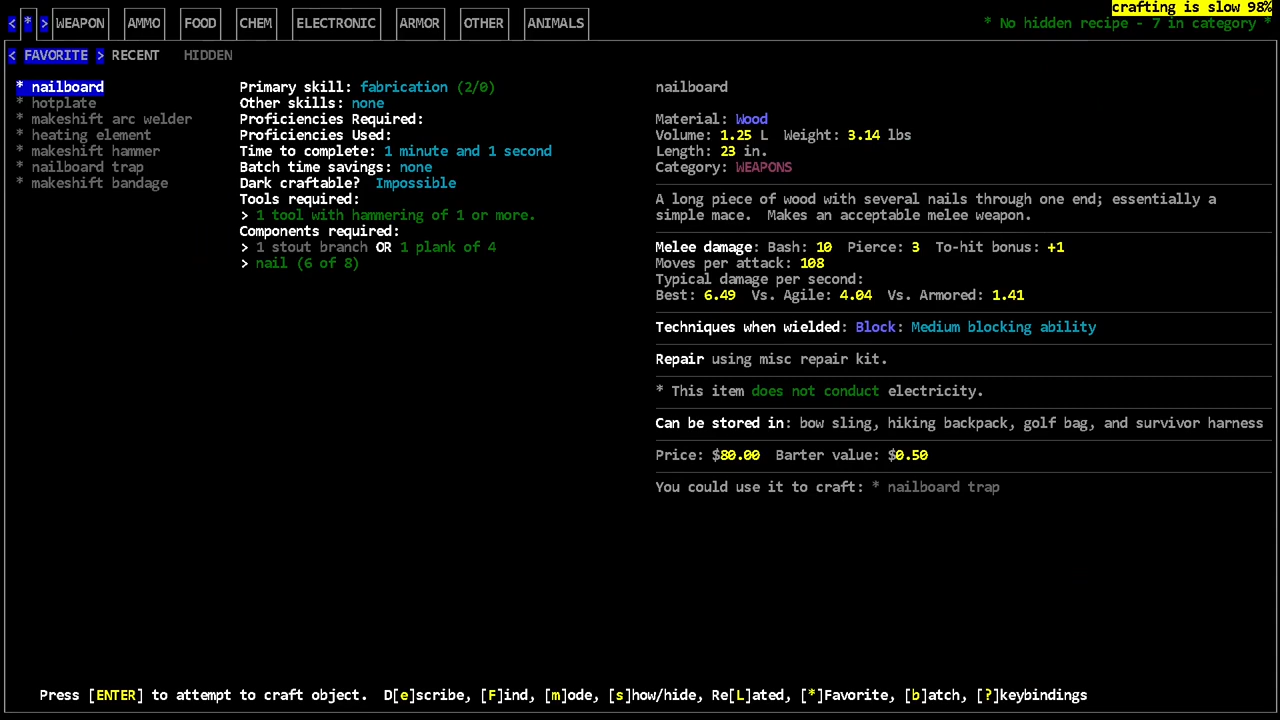 crafting is slow 98%
< * > WEAPON AMMO FOOD CHEM ELECTRONIC ARMOR OTHER ANIMALS
* No hidden recipe - 7 in category *
< FAVORITE > RECENT HIDDEN
* nailboard
* hotplate
* makeshift arc welder
* heating element
* makeshift hammer
* nailboard trap
* makeshift bandage
Primary skill: fabrication (2/0)
Other skills: none
Proficiencies Required:
Proficiencies Used:
Time to complete: 1 minute and 1 second
Batch time savings: none
Dark craftable? Impossible
Tools required:
> 1 tool with hammering of 1 or more.
Components required:
> 1 stout branch OR 1 plank of 4
> nail (6 of 8)
nailboard
Material: Wood
Volume: 1.25 L Weight: 3.14 lbs
Length: 23 in.
Category: WEAPONS
A long piece of wood with several nails through one end; essentially a
simple mace. Makes an acceptable melee weapon.
Melee damage: Bash: 10 Pierce: 3 To-hit bonus: +1
Moves per attack: 108
Typical damage per second:
Best: 6.49 Vs. Agile: 4.04 Vs. Armored: 1.41
Techniques when wielded: Block: Medium blocking ability
Repair using misc repair kit.
* This item does not conduct electricity.
Can be stored in: bow sling, hiking backpack, golf bag, and survivor harness
Price: $80.00 Barter value: $0.50
You could use it to craft: * nailboard trap
Press [ENTER] to attempt to craft object. D[e]scribe, [F]ind, [m]ode, [s]how/hide, Re[L]ated, [*]Favorite, [b]atch, [?]keybindings